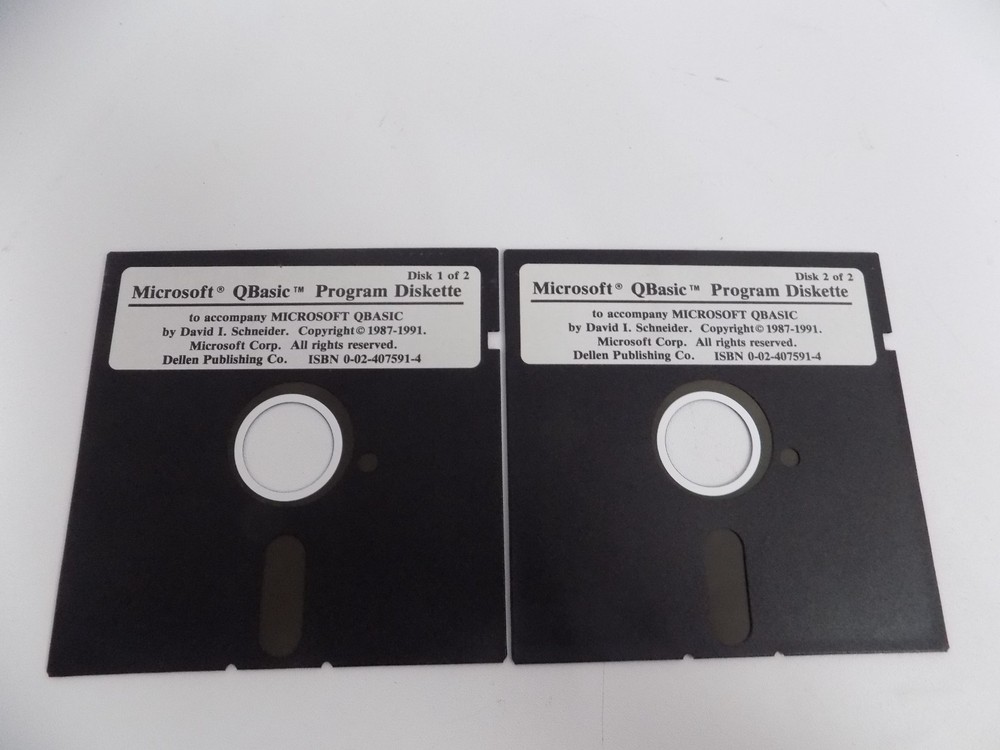 Disk 1 of 2
Microsoft® QBasic™ Program Diskette
to accompany MICROSOFT QBASIC
by David I. Schneider. Copyright© 1987-1991.
Microsoft Corp. All rights reserved.
Dellen Publishing Co. ISBN 0-02-407591-4
Disk 2 of 2
Microsoft® QBasic™ Program Diskette
to accompany MICROSOFT QBASIC
by David I. Schneider. Copyright© 1987-1991.
Microsoft Corp. All rights reserved.
Dellen Publishing Co. ISBN 0-02-407591-4